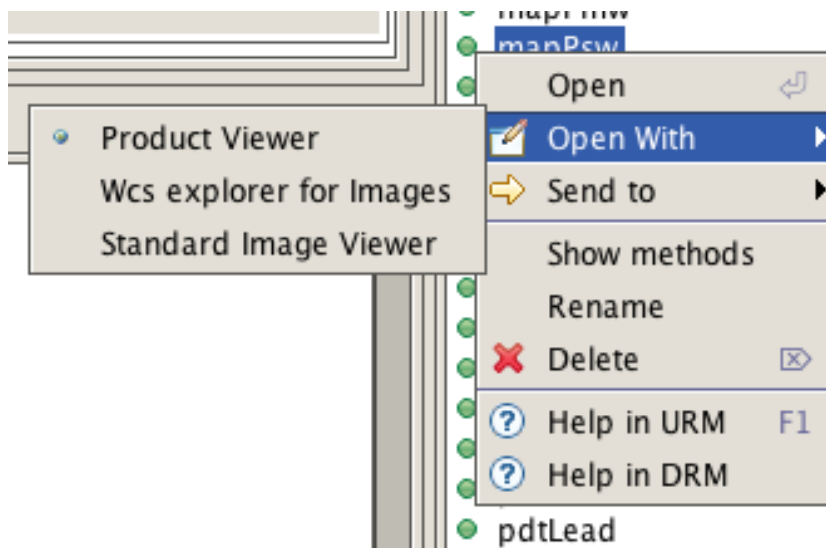 mapPmw
mapPsw
Open
Product Viewer
Open With
Wcs explorer for Images
Send to
Standard Image Viewer
Show methods
Rename
Delete
Help in URM F1
Help in DRM
pdtLead